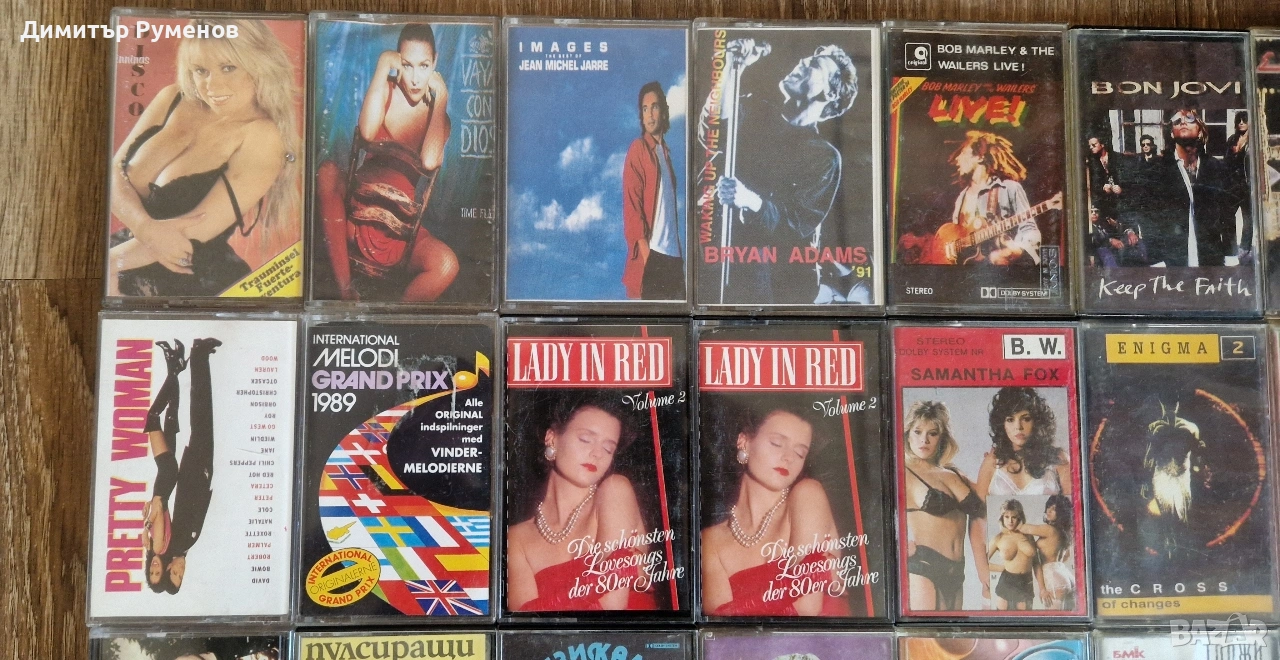 Димитър Руменов
DISCO
Trauminsel
Fuerte-
ventura
VAYA
CON
DIOS
IMAGES
THE BEST OF
JEAN MICHEL JARRE
WAKING UP THE NEIGHBOURS
BRYAN ADAMS
'91
original
BOB MARLEY & THE
WAILERS LIVE!
BOB MARLEY AND THE WAILERS
LIVE!
STEREO
DOLBY SYSTEM
BON JOVI
Keep The Faith
PRETTY WOMAN
WOOD
LAUREN
OTCASEK
CHRISTOPHER
ORBISON
ROY
GO WEST
WIEDLIN
JANE
CHILI PEPPERS
RED HOT
CETERA
PETER
COLE
NATALIE
ROXETTE
PALMER
ROBERT
BOWIE
DAVID
INTERNATIONAL
MELODI
GRAND PRIX
1989
Alle
ORIGINAL
indspilninger
med
VINDER-
MELODIERNE
INTERNATIONAL
ORIGINALERNE
GRAND PRIX
LADY IN RED
Volume 2
Die schönsten
Lovesongs
der 80er Jahre
LADY IN RED
Volume 2
Die schönsten
Lovesongs
der 80er Jahre
STEREO
DOLBY SYSTEM NR
B. W.
SAMANTHA FOX
ENIGMA 2
the CROSS
of changes
пулсиращи
БМК
BAZAR